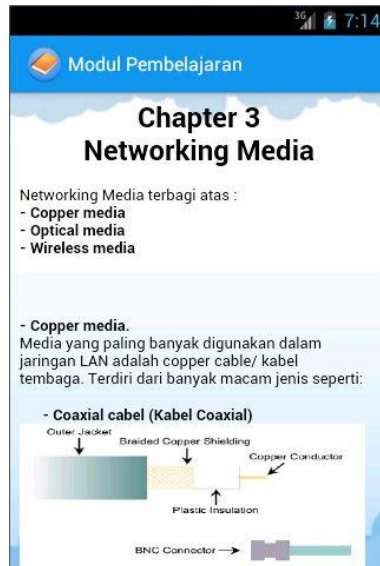 3G 7:14
Modul Pembelajaran
Chapter 3
Networking Media
Networking Media terbagi atas :
- Copper media
- Optical media
- Wireless media
- Copper media.
Media yang paling banyak digunakan dalam
jaringan LAN adalah copper cable/ kabel
tembaga. Terdiri dari banyak macam jenis seperti:
- Coaxial cabel (Kabel Coaxial)
Outer Jacket
Braided Copper Shielding
Copper Conductor
Plastic Insulation
BNC Connector